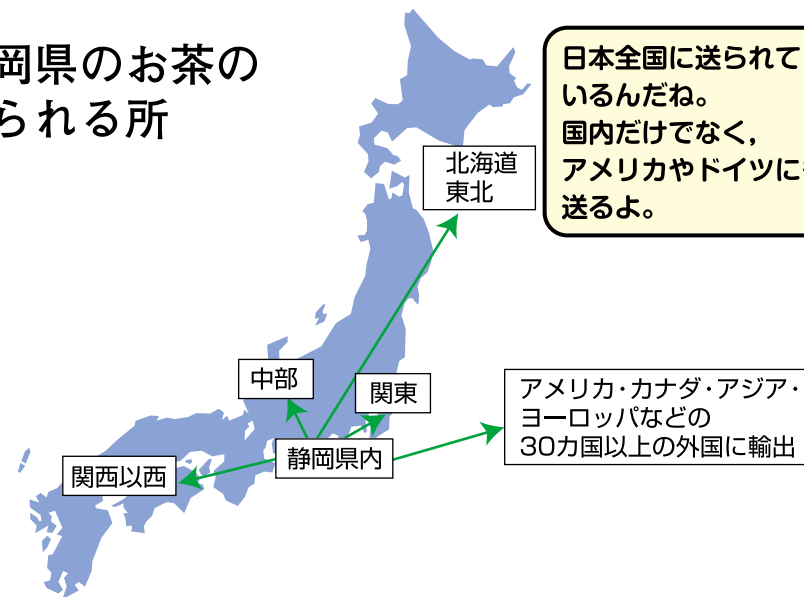 岡県のお茶の
られる所
日本全国に送られて
いるんだね。
国内だけでなく,
アメリカやドイツに
送るよ。
北海道
東北
中部
関東
アメリカ・カナダ・アジア・
ヨーロッパなどの
30カ国以上の外国に輸出
静岡県内
関西以西